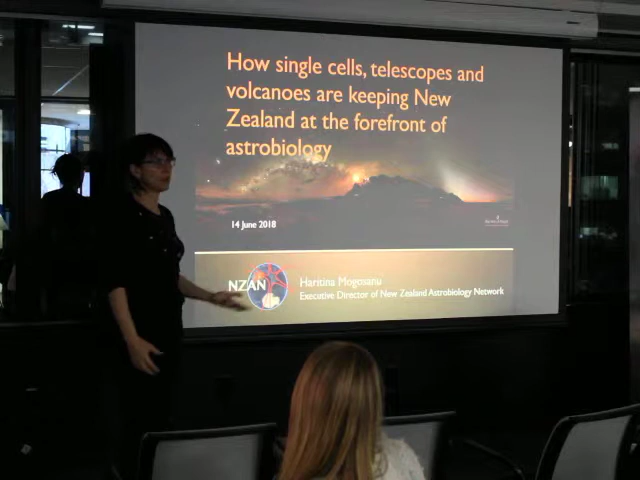 How single cells, telescopes and
volcanoes are keeping New
Zealand at the forefront of
astrobiology
14 June 2018
NZAN
Haritina Mogosanu
Executive Director of New Zealand Astrobiology Network